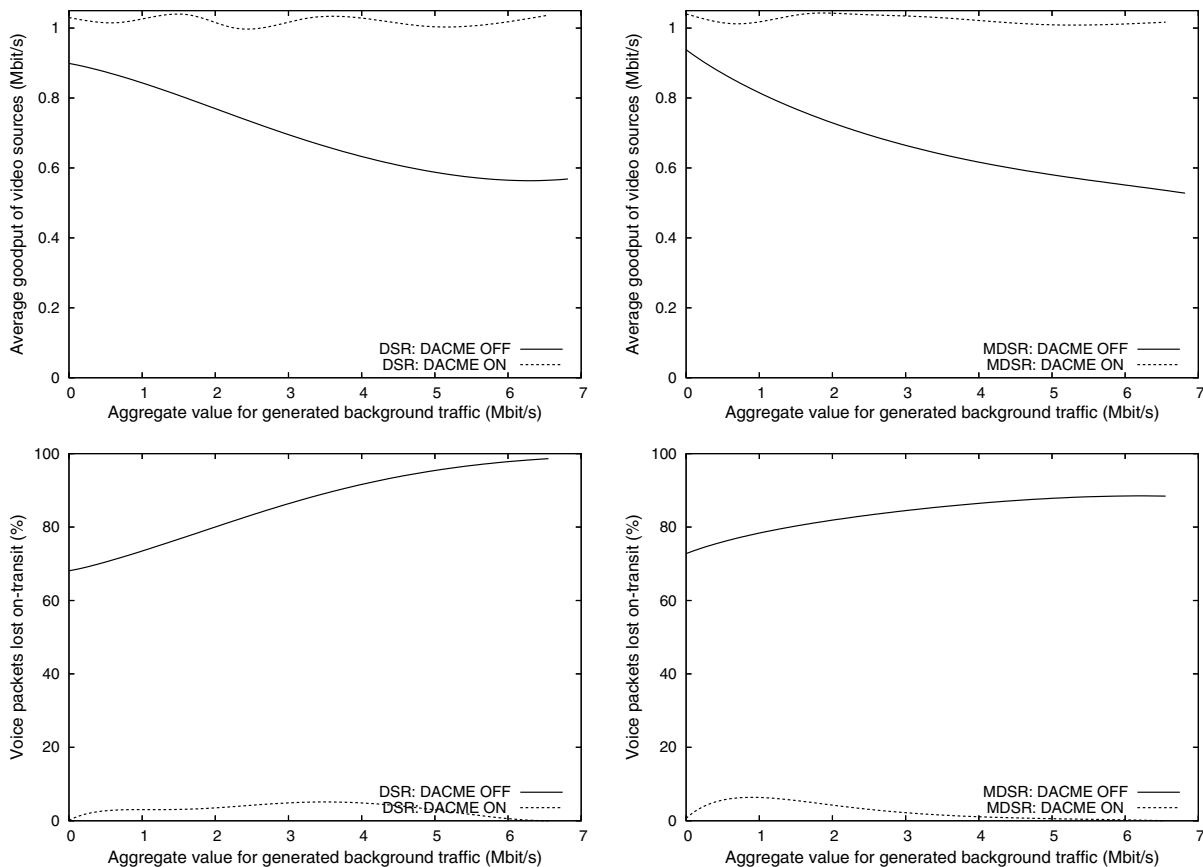 Average goodput of video sources (Mbit/s)
1
0.8
0.6
0.4
0.2
0
DSR: DACME OFF
DSR: DACME ON
0 1 2 3 4 5 6 7
Aggregate value for generated background traffic (Mbit/s)
Average goodput of video sources (Mbit/s)
1
0.8
0.6
0.4
0.2
0
MDSR: DACME OFF
MDSR: DACME ON
0 1 2 3 4 5 6 7
Aggregate value for generated background traffic (Mbit/s)
Voice packets lost on-transit (%)
100
80
60
40
20
0
DSR: DACME OFF
DSR: DACME ON
0 1 2 3 4 5 6 7
Aggregate value for generated background traffic (Mbit/s)
Voice packets lost on-transit (%)
100
80
60
40
20
0
MDSR: DACME OFF
MDSR: DACME ON
0 1 2 3 4 5 6 7
Aggregate value for generated background traffic (Mbit/s)